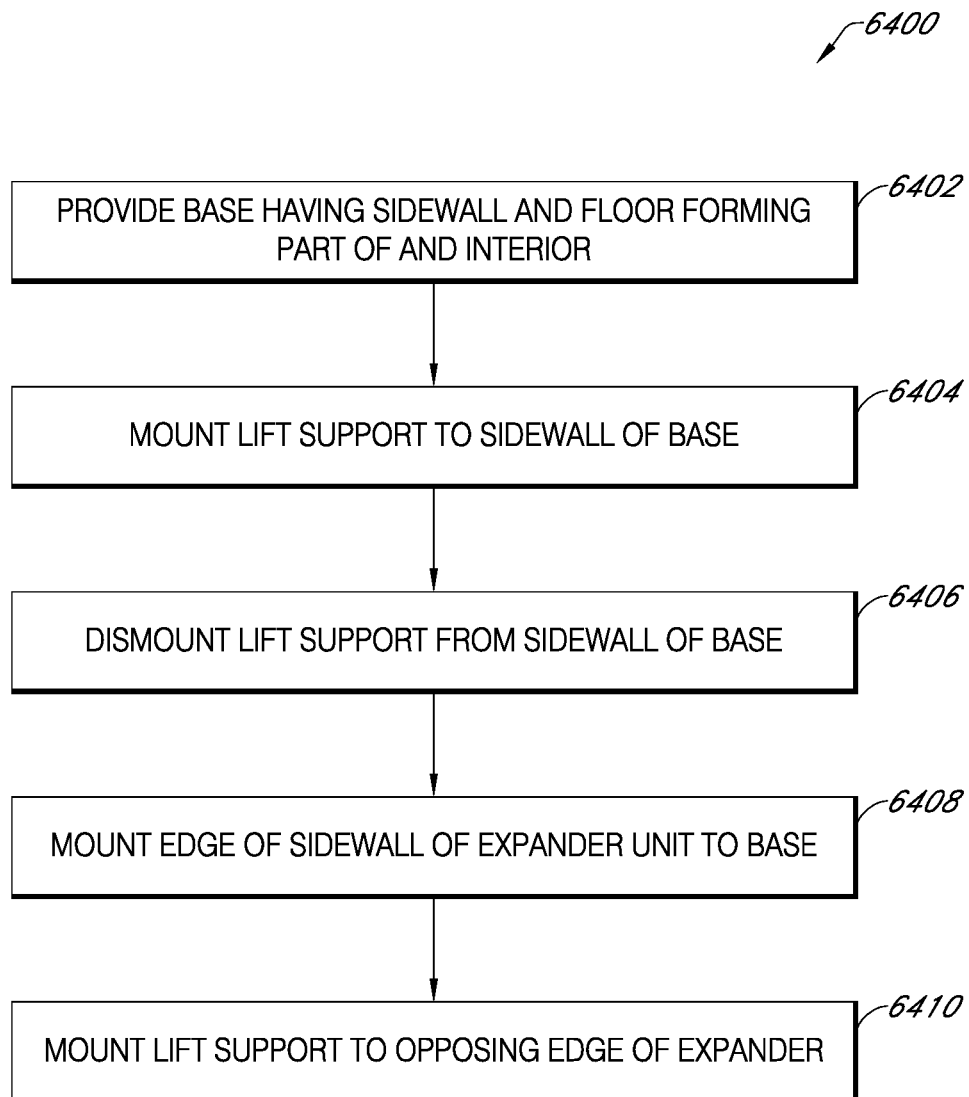 6400
6402
PROVIDE BASE HAVING SIDEWALL AND FLOOR FORMING
PART OF AND INTERIOR
6404
MOUNT LIFT SUPPORT TO SIDEWALL OF BASE
6406
DISMOUNT LIFT SUPPORT FROM SIDEWALL OF BASE
6408
MOUNT EDGE OF SIDEWALL OF EXPANDER UNIT TO BASE
6410
MOUNT LIFT SUPPORT TO OPPOSING EDGE OF EXPANDER